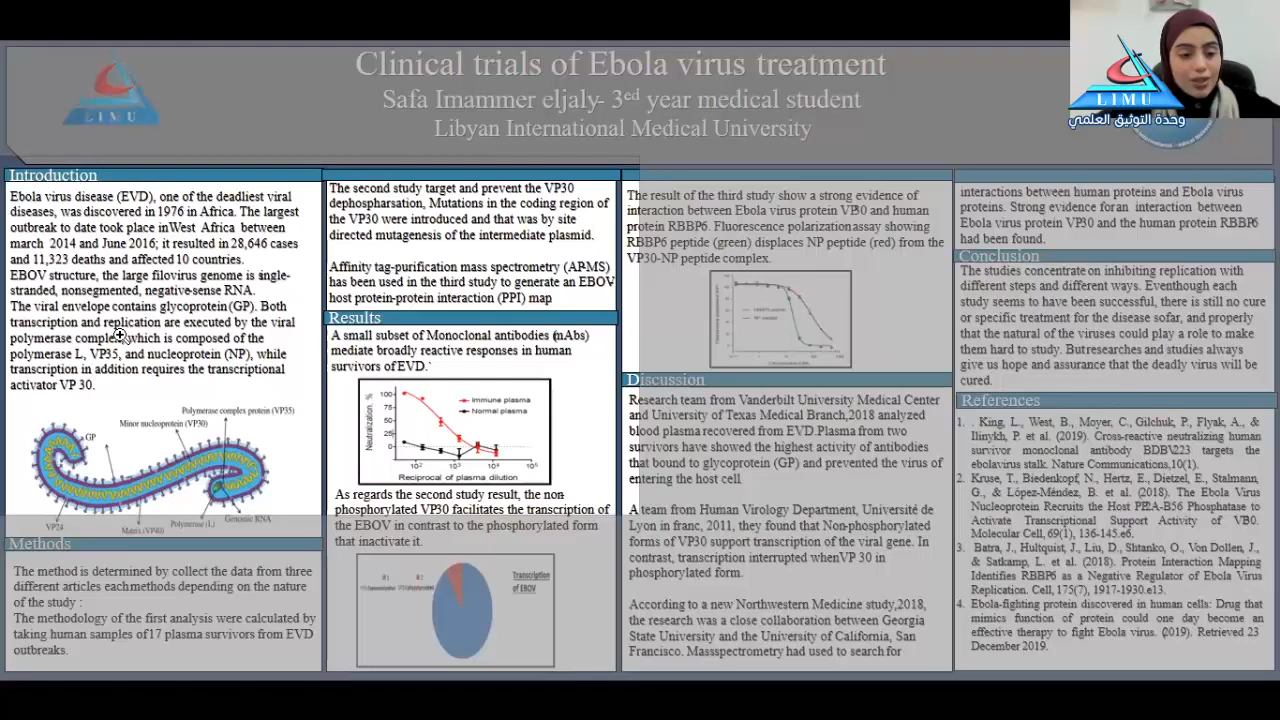 Clinical trials of Ebola virus treatment
Safa Imammer eljaly- 3ed year medical student
Libyan International Medical University
LIMU
LIMU
وحدة التوثيق العلمي
Introduction
Ebola virus disease (EVD), one of the deadliest viral
diseases, was discovered in 1976 in Africa. The largest
outbreak to date took place in West Africa between
march 2014 and June 2016; it resulted in 28,646 cases
and 11,323 deaths and affected 10 countries.
EBOV structure, the large filovirus genome is single-
stranded, nonsegmented, negative-sense RNA.
The viral envelope contains glycoprotein (GP). Both
transcription and replication are executed by the viral
polymerase complex, which is composed of the
polymerase L, VP35, and nucleoprotein (NP), while
transcription in addition requires the transcriptional
activator VP 30.
Polymerase complex protein (VP35)
Minor nucleoprotein (VP30)
GP
VP24
Matrix (VP40)
Polymerase (L)
Genomic RNA
Methods
The method is determined by collect the data from three
different articles each methods depending on the nature
of the study :
The methodology of the first analysis were calculated by
taking human samples of 17 plasma survivors from EVD
outbreaks.
The second study target and prevent the VP30
dephospharsation, Mutations in the coding region of
the VP30 were introduced and that was by site
directed mutagenesis of the intermediate plasmid.
Affinity tag-purification mass spectrometry (AP-MS)
has been used in the third study to generate an EBOV
host protein-protein interaction (PPI) map
Results
A small subset of Monoclonal antibodies (mAbs)
mediate broadly reactive responses in human
survivors of EVD.`
Neutralization %
100
75
50
25
0
Immune plasma
Normal plasma
10² 10³ 10⁴ 10⁵
Reciprocal of plasma dilution
As regards the second study result, the non-
phosphorylated VP30 facilitates the transcription of
the EBOV in contrast to the phosphorylated form
that inactivate it.
Transcription
of EBOV
The result of the third study show a strong evidence of
interaction between Ebola virus protein VP30 and human
protein RBBP6. Fluorescence polarization assay showing
RBBP6 peptide (green) displaces NP peptide (red) from the
VP30-NP peptide complex.
Discussion
Research team from Vanderbilt University Medical Center
and University of Texas Medical Branch,2018 analyzed
blood plasma recovered from EVD.Plasma from two
survivors have showed the highest activity of antibodies
that bound to glycoprotein (GP) and prevented the virus of
entering the host cell.
A team from Human Virology Department, Université de
Lyon in franc, 2011, they found that Non-phosphorylated
forms of VP30 support transcription of the viral gene. In
contrast, transcription interrupted when VP 30 in
phosphorylated form.
According to a new Northwestern Medicine study,2018,
the research was a close collaboration between Georgia
State University and the University of California, San
Francisco. Massspectrometry had used to search for
interactions between human proteins and Ebola virus
proteins. Strong evidence for an interaction between
Ebola virus protein VP30 and the human protein RBBP6
had been found.
Conclusion
The studies concentrate on inhibiting replication with
different steps and different ways. Eventhough each
study seems to have been successful, there is still no cure
or specific treatment for the disease sofar, and properly
that the natural of the viruses could play a role to make
them hard to study. But researches and studies always
give us hope and assurance that the deadly virus will be
cured.
References
1. . King, L., West, B., Moyer, C., Gilchuk, P., Flyak, A., &
Ilinykh, P. et al. (2019). Cross-reactive neutralizing human
survivor monoclonal antibody BDBV223 targets the
ebolavirus stalk. Nature Communications,10(1).
2. Kruse, T., Biedenkopf, N., Hertz, E., Dietzel, E., Stalmann,
G., & López-Méndez, B. et al. (2018). The Ebola Virus
Nucleoprotein Recruits the Host PP2A-B56 Phosphatase to
Activate Transcriptional Support Activity of VP30.
Molecular Cell, 69(1), 136-145.e6.
3. Batra, J., Hultquist, J., Liu, D., Shtanko, O., Von Dollen, J.,
& Satkamp, L. et al. (2018). Protein Interaction Mapping
Identifies RBBP6 as a Negative Regulator of Ebola Virus
Replication. Cell, 175(7), 1917-1930.e13.
4. Ebola-fighting protein discovered in human cells: Drug that
mimics function of protein could one day become an
effective therapy to fight Ebola virus. (2019). Retrieved 23
December 2019.